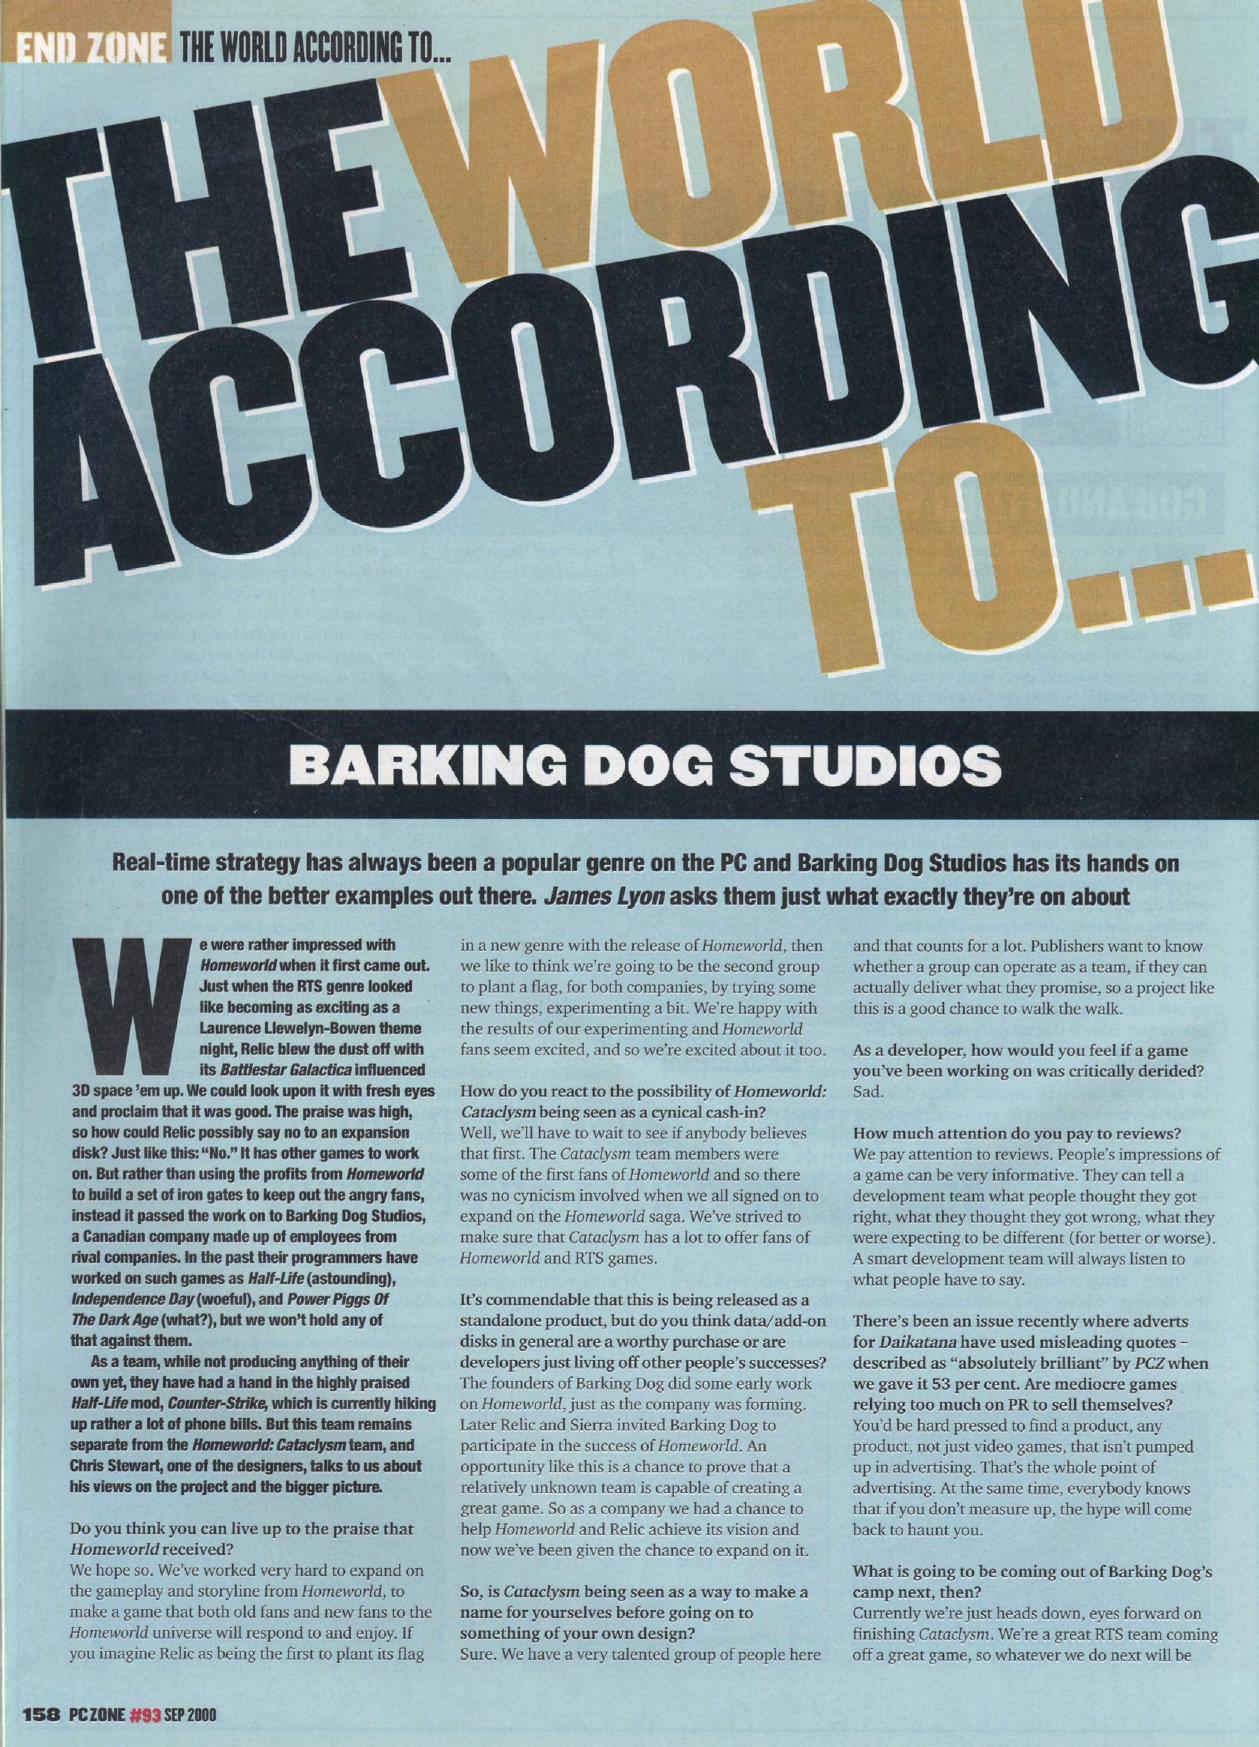 END ZONE THE WORLD ACCORDING TO...
THE WORLD
ACCORDING
TO...
BARKING DOG STUDIOS
Real-time strategy has always been a popular genre on the PC and Barking Dog Studios has its hands on
one of the better examples out there. James Lyon asks them just what exactly they're on about
We were rather impressed with
Homeworld when it first came out.
Just when the RTS genre looked
like becoming as exciting as a
Laurence Llewelyn-Bowen theme
night, Relic blew the dust off with
its Battlestar Galactica influenced
3D space 'em up. We could look upon it with fresh eyes
and proclaim that it was good. The praise was high,
so how could Relic possibly say no to an expansion
disk? Just like this: "No." It has other games to work
on. But rather than using the profits from Homeworld
to build a set of iron gates to keep out the angry fans,
instead it passed the work on to Barking Dog Studios,
a Canadian company made up of employees from
rival companies. In the past their programmers have
worked on such games as Half-Life (astounding),
Independence Day (woeful), and Power Piggs Of
The Dark Age (what?), but we won't hold any of
that against them.
As a team, while not producing anything of their
own yet, they have had a hand in the highly praised
Half-Life mod, Counter-Strike, which is currently hiking
up rather a lot of phone bills. But this team remains
separate from the Homeworld: Cataclysm team, and
Chris Stewart, one of the designers, talks to us about
his views on the project and the bigger picture.
Do you think you can live up to the praise that
Homeworld received?
We hope so. We've worked very hard to expand on
the gameplay and storyline from Homeworld, to
make a game that both old fans and new fans to the
Homeworld universe will respond to and enjoy. If
you imagine Relic as being the first to plant its flag
in a new genre with the release of Homeworld, then
we like to think we're going to be the second group
to plant a flag, for both companies, by trying some
new things, experimenting a bit. We're happy with
the results of our experimenting and Homeworld
fans seem excited, and so we're excited about it too.
How do you react to the possibility of Homeworld:
Cataclysm being seen as a cynical cash-in?
Well, we'll have to wait to see if anybody believes
that first. The Cataclysm team members were
some of the first fans of Homeworld and so there
was no cynicism involved when we all signed on to
expand on the Homeworld saga. We've strived to
make sure that Cataclysm has a lot to offer fans of
Homeworld and RTS games.
It's commendable that this is being released as a
standalone product, but do you think data/add-on
disks in general are a worthy purchase or are
developers just living off other people's successes?
The founders of Barking Dog did some early work
on Homeworld, just as the company was forming.
Later Relic and Sierra invited Barking Dog to
participate in the success of Homeworld. An
opportunity like this is a chance to prove that a
relatively unknown team is capable of creating a
great game. So as a company we had a chance to
help Homeworld and Relic achieve its vision and
now we've been given the chance to expand on it.
So, is Cataclysm being seen as a way to make a
name for yourselves before going on to
something of your own design?
Sure. We have a very talented group of people here
and that counts for a lot. Publishers want to know
whether a group can operate as a team, if they can
actually deliver what they promise, so a project like
this is a good chance to walk the walk.
As a developer, how would you feel if a game
you've been working on was critically derided?
Sad.
How much attention do you pay to reviews?
We pay attention to reviews. People's impressions of
a game can be very informative. They can tell a
development team what people thought they got
right, what they thought they got wrong, what they
were expecting to be different (for better or worse).
A smart development team will always listen to
what people have to say.
There's been an issue recently where adverts
for Daikatana have used misleading quotes –
described as "absolutely brilliant" by PCZ when
we gave it 53 per cent. Are mediocre games
relying too much on PR to sell themselves?
You'd be hard pressed to find a product, any
product, not just video games, that isn't pumped
up in advertising. That's the whole point of
advertising. At the same time, everybody knows
that if you don't measure up, the hype will come
back to haunt you.
What is going to be coming out of Barking Dog's
camp next, then?
Currently we're just heads down, eyes forward on
finishing Cataclysm. We're a great RTS team coming
off a great game, so whatever we do next will be
158 PCZONE #93 SEP 2000